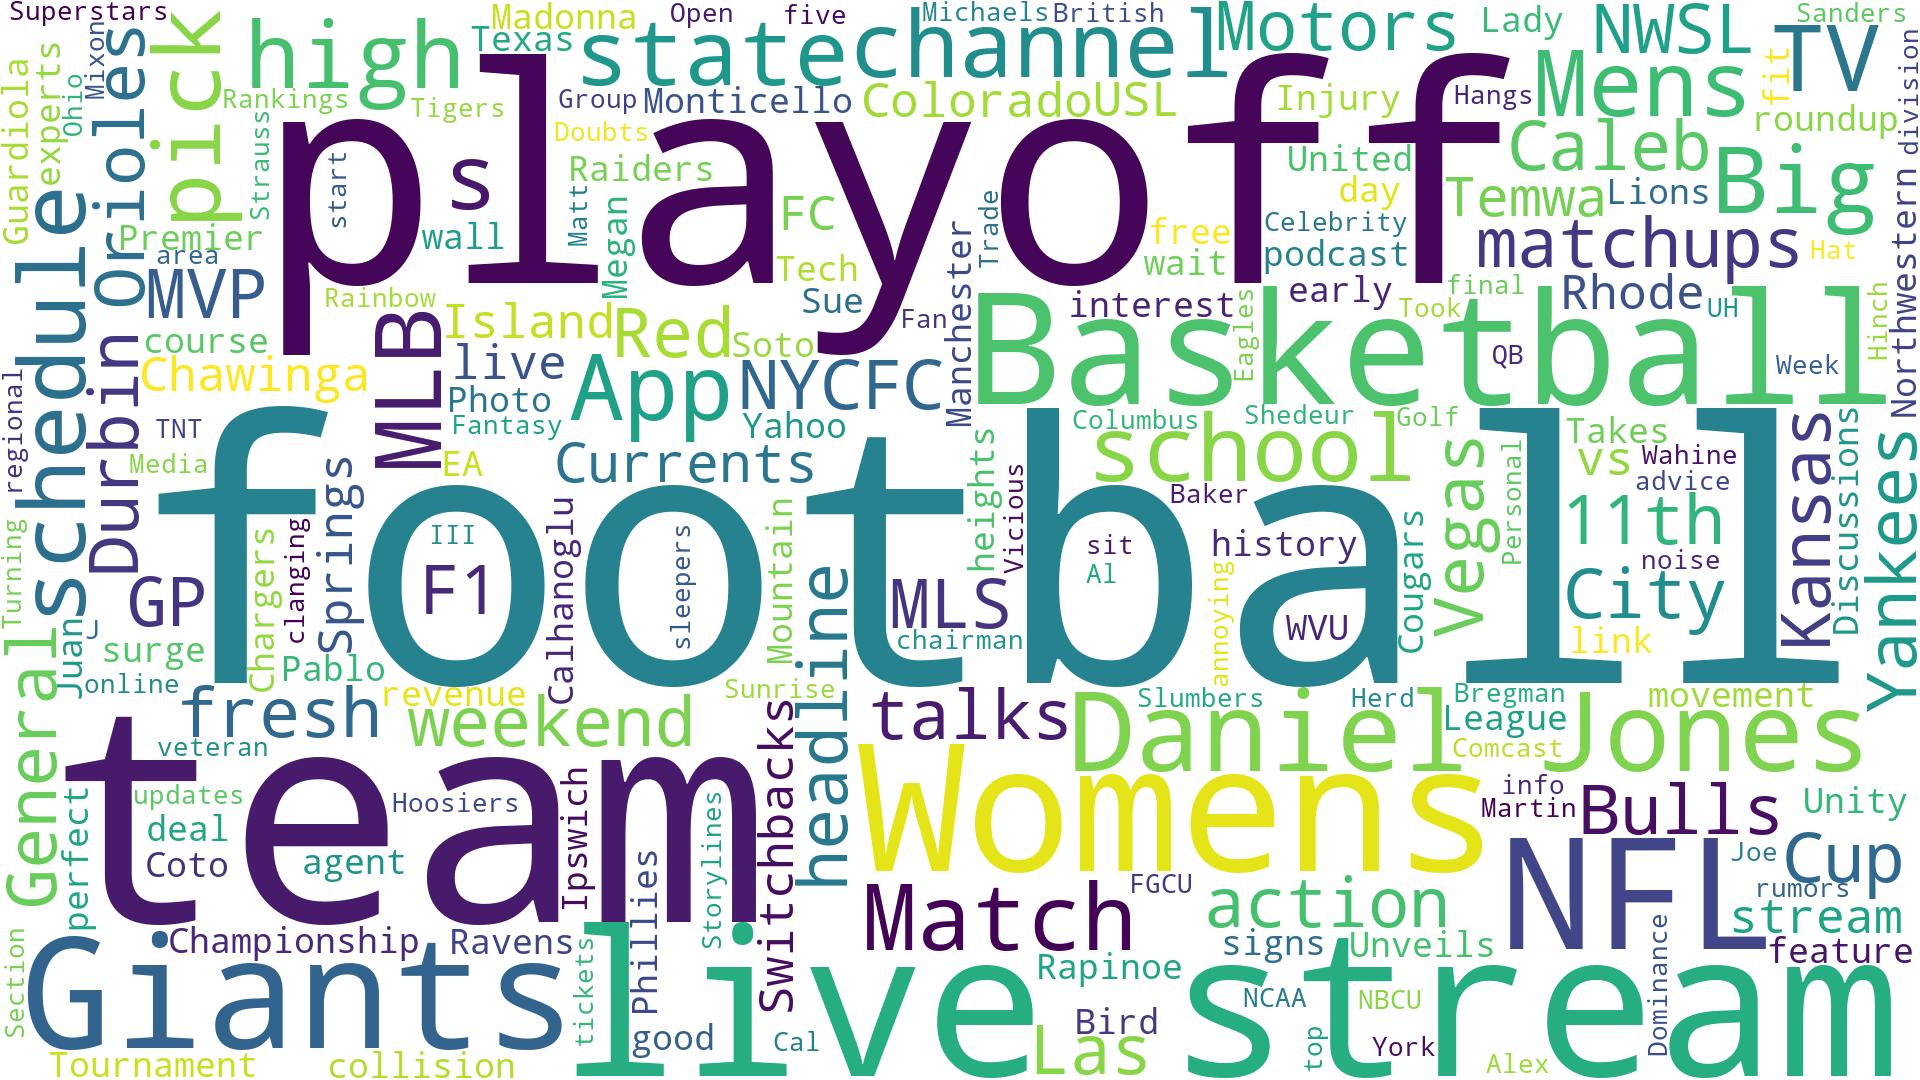 Superstars
Madonna
Open
five
Michaels
British
Lady
NWSL
Sanders
Mixon
pick
high
Texas
state
channel
Motors
TV
Guardiola
experts
Ohio
Orioles
Rankings
Tigers
Group
Monticello
Colorado
USL
Injury
Hangs
Mens
fit
roundup
Northwestern division
Strauss
playoff
Doubts
s
start
Raiders
United
Caleb
Big
day
Temwa
Lions
Premier
area
wall
Matt
Megan
FC
Trade
Manchester
free
Celebrity
podcast
wait
matchups
Hat
MVP
Rainbow
Tech
Sue
Fan
interest
early
final
Rhode
UH
Took
Hinch
schedule
course
MLB
Island
Red
Soto
Basketball
Eagles
QB
Week
Durbin
Chawinga
live
Photo
App
NYCFC
regional
TNT
Fantasy
Yahoo
Columbus
Shedeur
Golf
Media
EA
Currents
school
Takes
vs
Wahine
advice
Kansas
Discussions
Yankees
football
heights
Vicious
Baker
Vegas
Personal
11th
Turning
Chargers
clanging
Springs
III
F1
Calhanoglu
sleepers
Mountain
sit
Al
history
Cougars
noise
GP
MLS
chairman
annoying
WVU
City
link
General
Juan
J
surge
Pablo
online
headline
fresh
revenue
weekend
Sunrise
talks
Slumbers
Herd
Bregman
League
movement
Daniel Jones
Comcast
veteran
team
Switchbacks
Womens
updates
Hoosiers
Ipswich
Storylines
info
Martin
Bulls
Unity
perfect
deal
Coto
agent
Phillies
NFL
Joe
Cup
rumors
Match
FGCU
action
stream
Section
Championship
Ravens
signs
Unveils
feature
Giants
tickets
live stream
Rapinoe
NCAA
NBCU
Dominance
good
Cal
Bird
Las
top
York
Alex
Tournament
collision